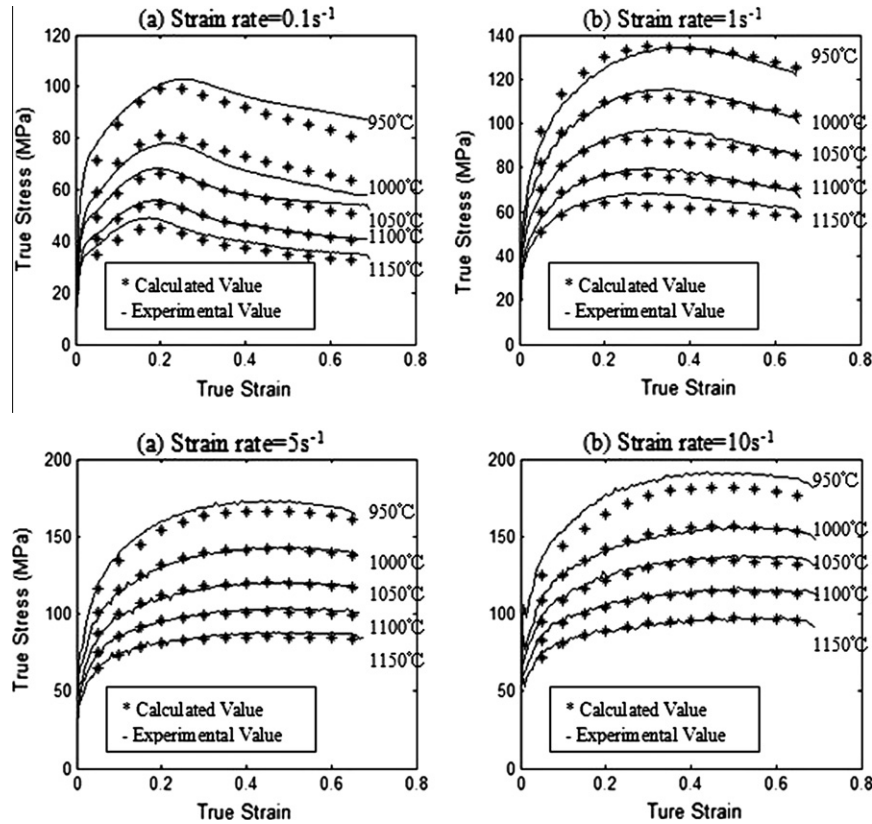 (a) Strain rate=0.1s⁻¹
120
100
80
60
40
20
0
0
0.2
0.4
0.6
0.8
True Stress (MPa)
True Strain
950°C
1000°C
1050°C
1100°C
1150°C
* Calculated Value
- Experimental Value
(b) Strain rate=1s⁻¹
140
120
100
80
60
40
20
0
0
0.2
0.4
0.6
0.8
True Stress (MPa)
True Strain
950°C
1000°C
1050°C
1100°C
1150°C
* Calculated Value
- Experimental Value
(a) Strain rate=5s⁻¹
200
150
100
50
0
0
0.2
0.4
0.6
0.8
True Stress (MPa)
True Strain
950°C
1000°C
1050°C
1100°C
1150°C
* Calculated Value
- Experimental Value
(b) Strain rate=10s⁻¹
200
150
100
50
0
0
0.2
0.4
0.6
0.8
True Stress (MPa)
Ture Strain
950°C
1000°C
1050°C
1100°C
1150°C
* Calculated Value
- Experimental Value